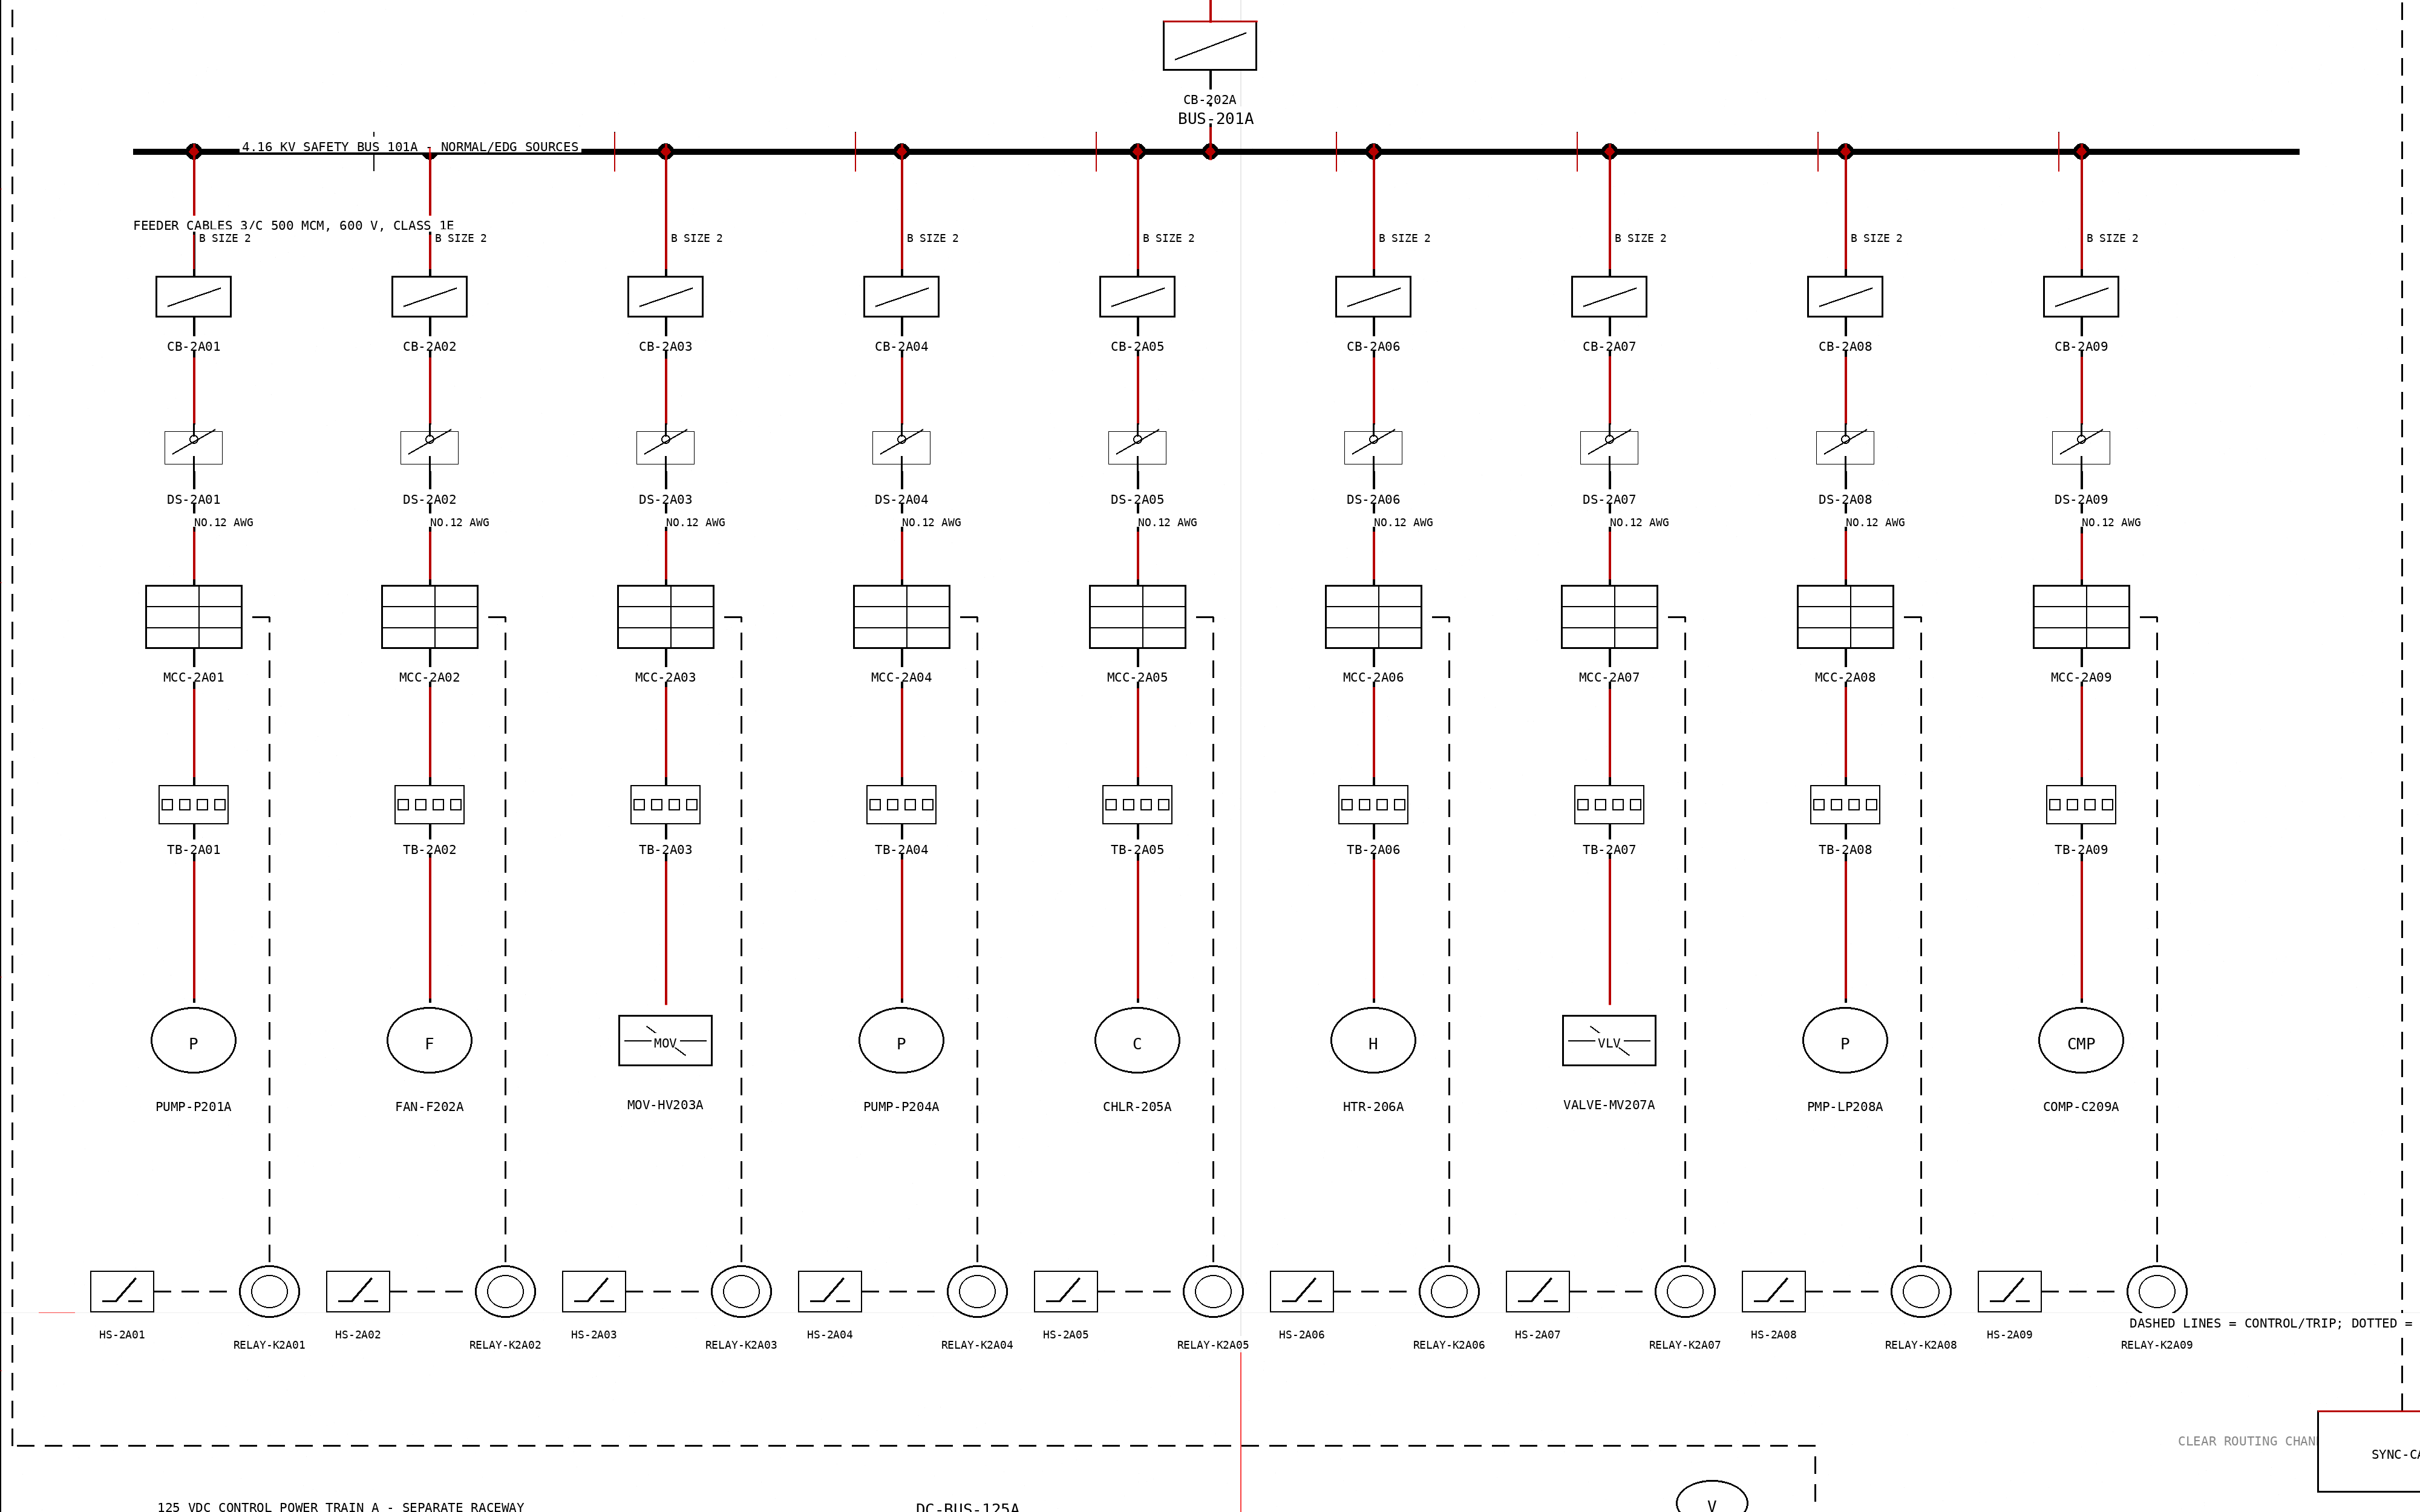 CB-202A
BUS-201A
4.16 KV SAFETY BUS 101A - NORMAL/EDG SOURCES
FEEDER CABLES 3/C 500 MCM, 600 V, CLASS 1E
B SIZE 2 B SIZE 2 B SIZE 2 B SIZE 2 B SIZE 2 B SIZE 2 B SIZE 2 B SIZE 2 B SIZE 2
CB-2A01 CB-2A02 CB-2A03 CB-2A04 CB-2A05 CB-2A06 CB-2A07 CB-2A08 CB-2A09
DS-2A01 DS-2A02 DS-2A03 DS-2A04 DS-2A05 DS-2A06 DS-2A07 DS-2A08 DS-2A09
NO.12 AWG NO.12 AWG NO.12 AWG NO.12 AWG NO.12 AWG NO.12 AWG NO.12 AWG NO.12 AWG NO.12 AWG
MCC-2A01 MCC-2A02 MCC-2A03 MCC-2A04 MCC-2A05 MCC-2A06 MCC-2A07 MCC-2A08 MCC-2A09
TB-2A01 TB-2A02 TB-2A03 TB-2A04 TB-2A05 TB-2A06 TB-2A07 TB-2A08 TB-2A09
P F MOV P C H VLV P CMP
PUMP-P201A FAN-F202A MOV-HV203A PUMP-P204A CHLR-205A HTR-206A VALVE-MV207A PMP-LP208A COMP-C209A
DASHED LINES = CONTROL/TRIP; DOTTED =
HS-2A01 HS-2A02 HS-2A03 HS-2A04 HS-2A05 HS-2A06 HS-2A07 HS-2A08 HS-2A09
RELAY-K2A01 RELAY-K2A02 RELAY-K2A03 RELAY-K2A04 RELAY-K2A05 RELAY-K2A06 RELAY-K2A07 RELAY-K2A08 RELAY-K2A09
CLEAR ROUTING
125 VDC CONTROL POWER TRAIN A - SEPARATE RACEWAY
DC-BUS-125A
V